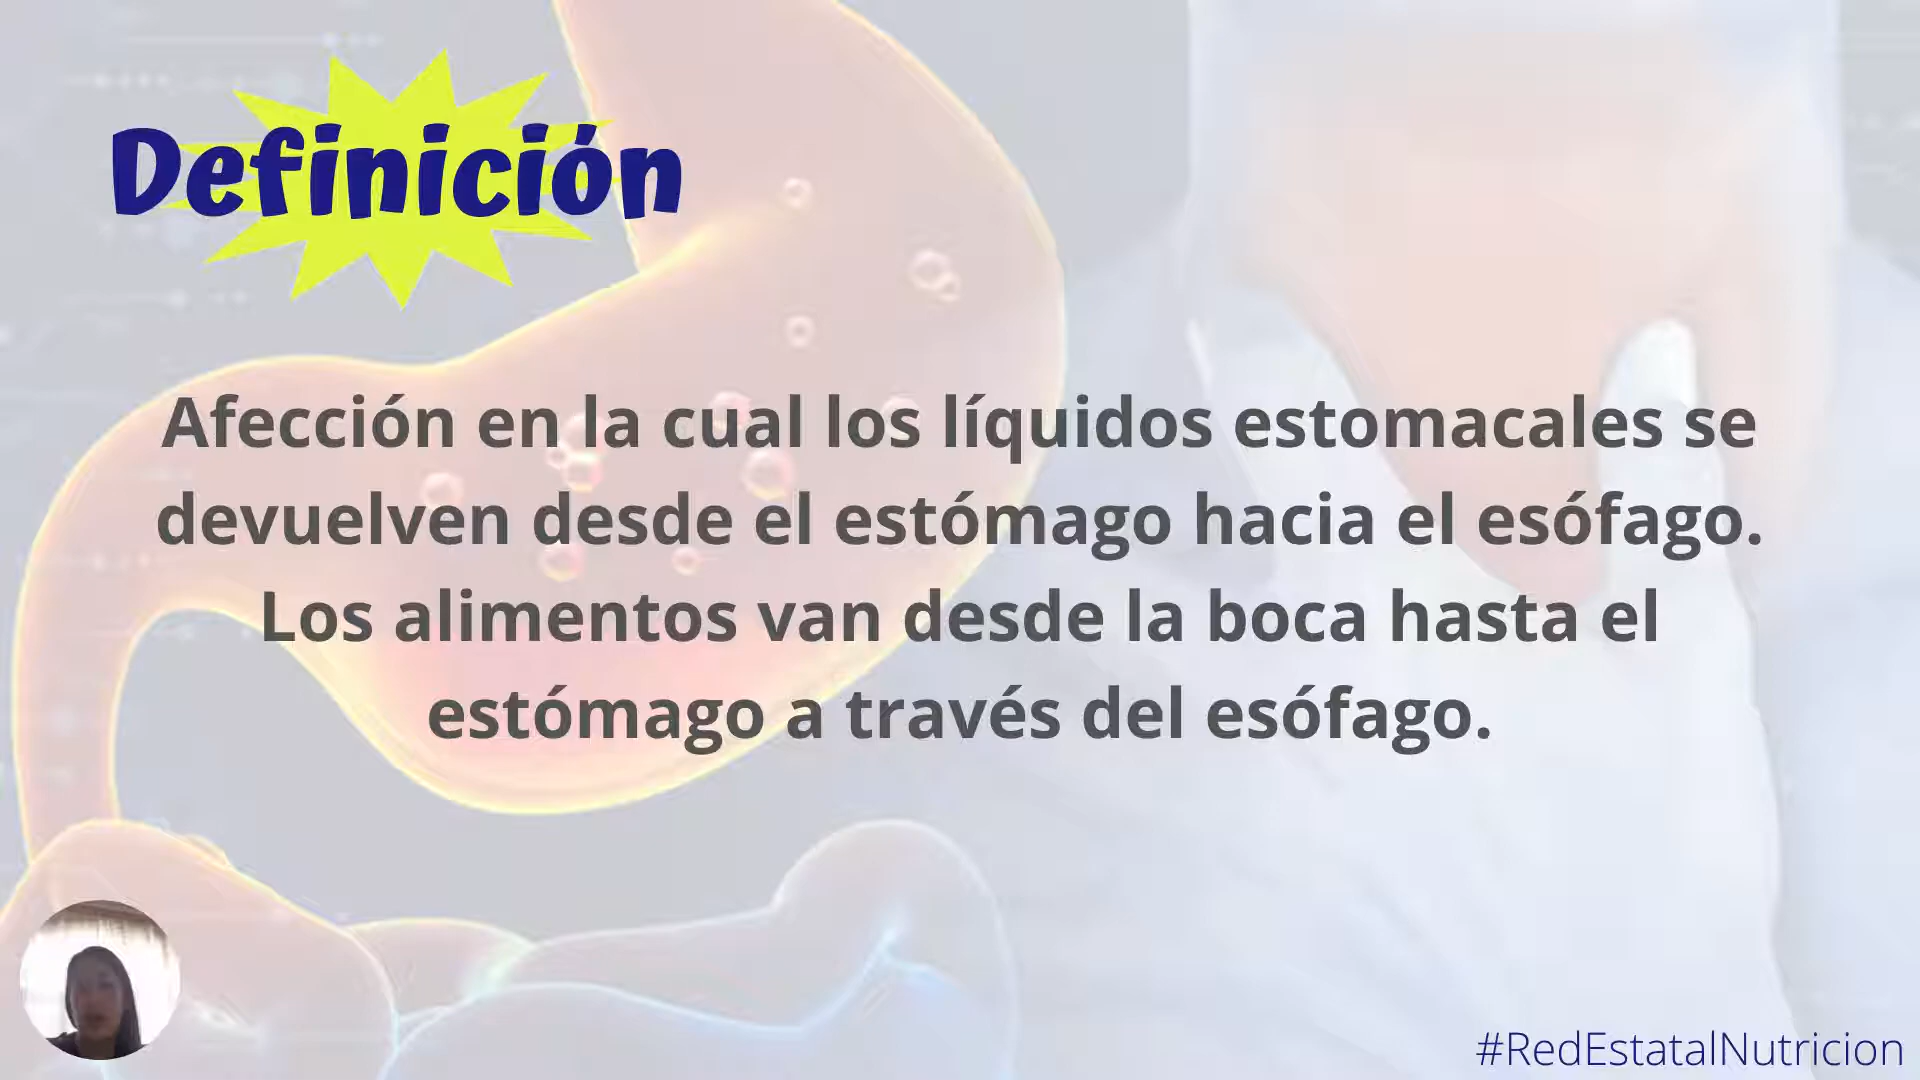 Definición
Afección en la cual los líquidos estomacales se
devuelven desde el estómago hacia el esófago.
Los alimentos van desde la boca hasta el
estómago a través del esófago.
#RedEstatalNutricion